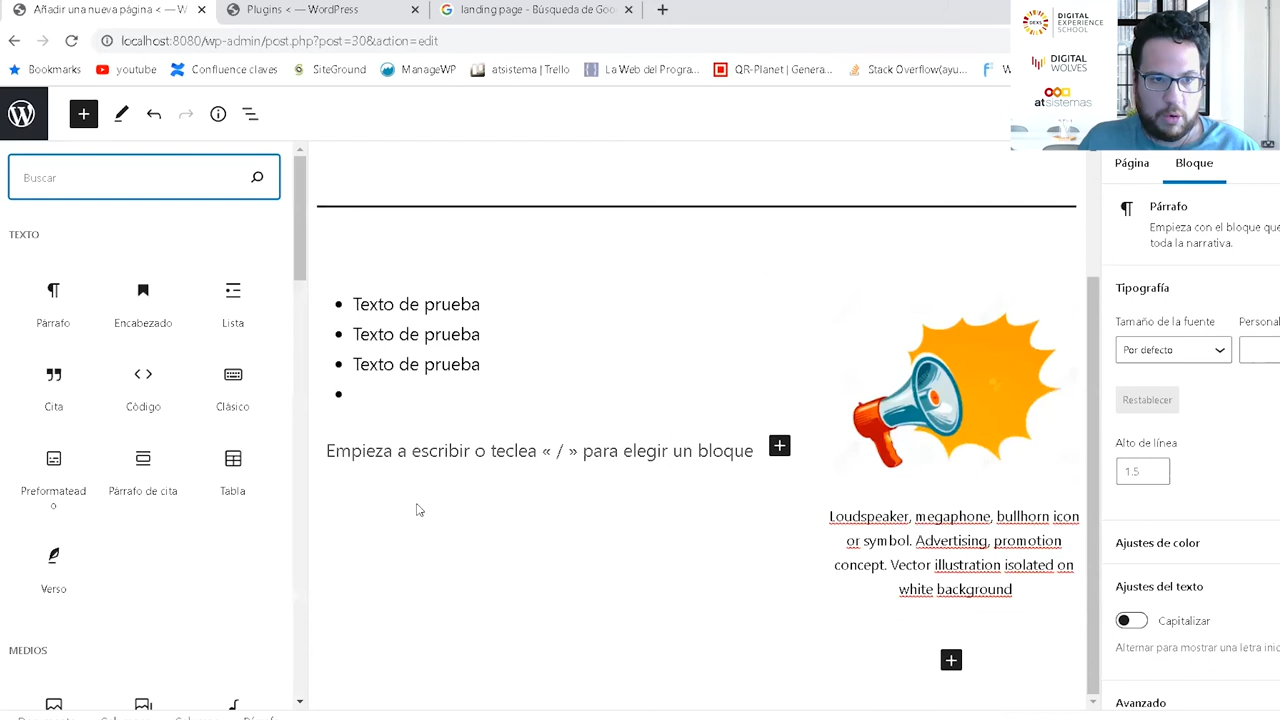 Añadir una nueva página < — W
Plugins < — WordPress
landing page - Búsqueda de Goo
localhost:8080/wp-admin/post.php?post=30&action=edit
Bookmarks
youtube
Confluence claves
SiteGround
ManageWP
atsistema | Trello
La Web del Progra...
QR-Planet | Genera...
Stack Overflow(ayu...
W
DEXS
DIGITAL
EXPERIENCE
SCHOOL
DIGITAL
WOLVES
atsistemas
Buscar
TEXTO
Párrafo
Encabezado
Lista
Cita
Código
Clásico
Preformatead
o
Párrafo de cita
Tabla
Verso
MEDIOS
Texto de prueba
Texto de prueba
Texto de prueba
Empieza a escribir o teclea « / » para elegir un bloque
Loudspeaker, megaphone, bullhorn icon
or symbol. Advertising, promotion
concept. Vector illustration isolated on
white background
Página
Bloque
Párrafo
Empieza con el bloque que
toda la narrativa.
Tipografía
Tamaño de la fuente
Personal
Por defecto
Restablecer
Alto de línea
1.5
Ajustes de color
Ajustes del texto
Capitalizar
Alternar para mostrar una letra inic
Avanzado